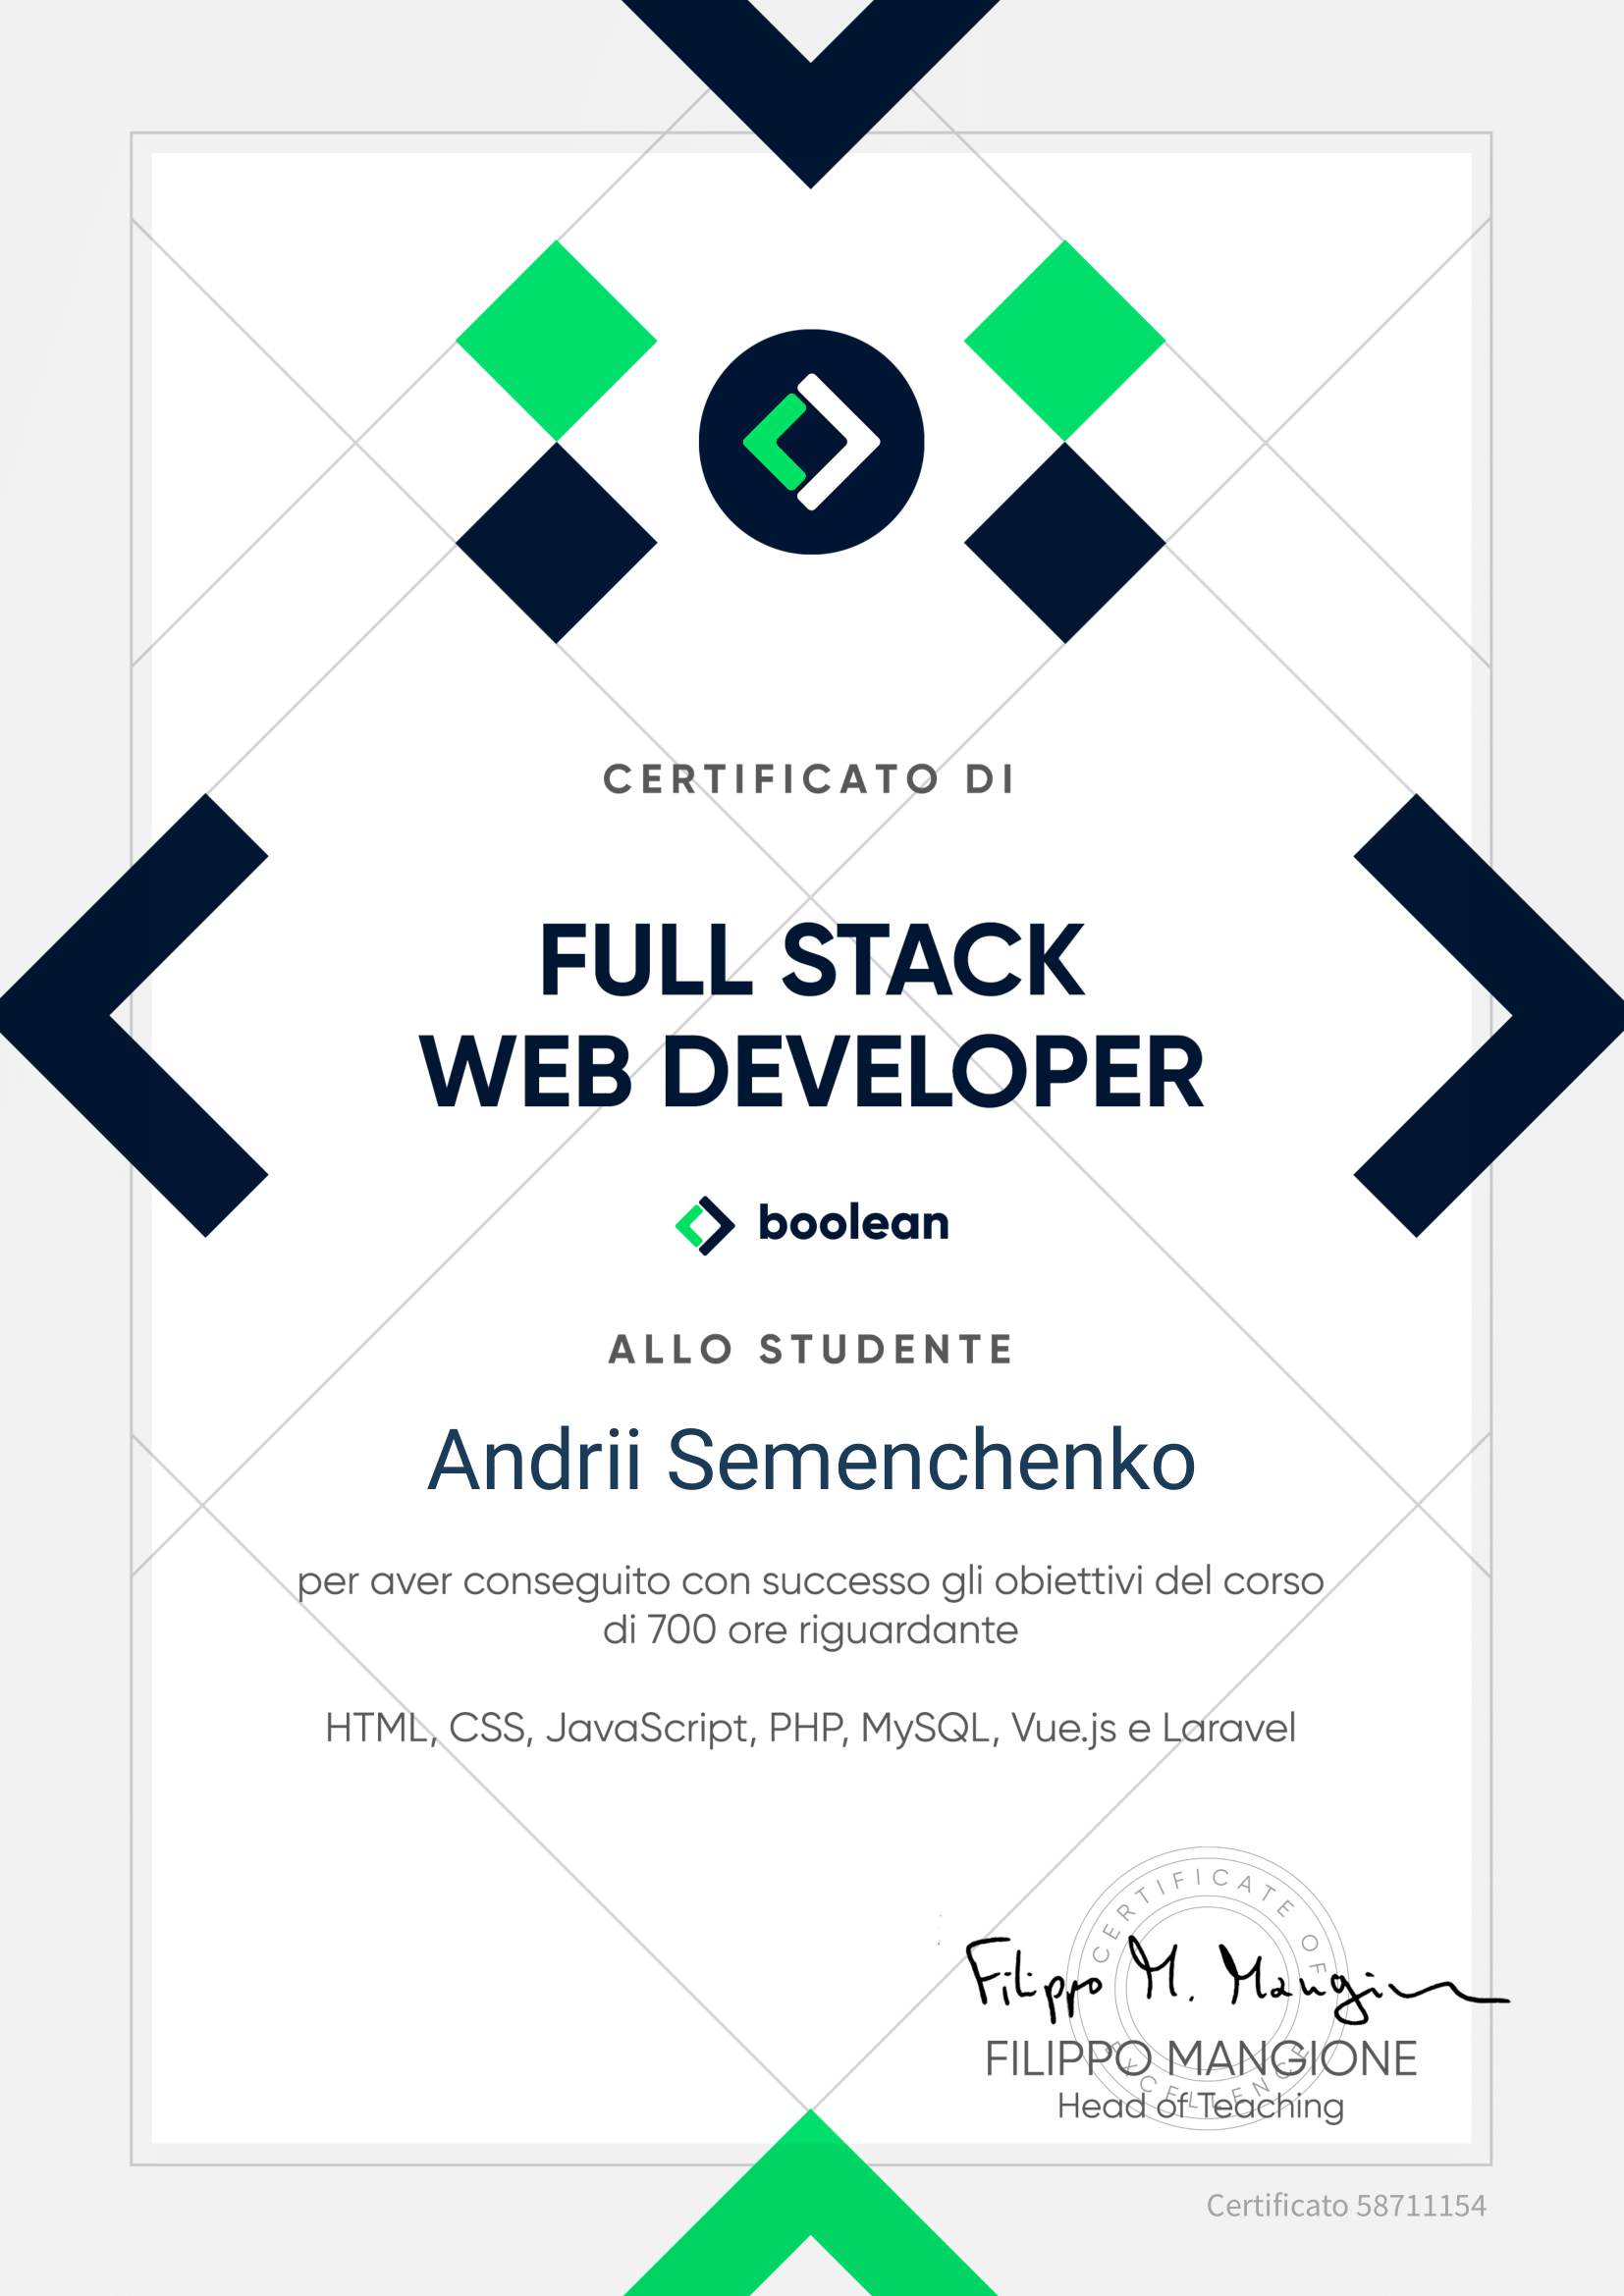 CERTIFICATO DI
FULL STACK
WEB DEVELOPER
boolean
ALLO STUDENTE
Andrii Semenchenko
per aver conseguito con successo gli obiettivi del corso
di 700 ore riguardante
HTML, CSS, JavaScript, PHP, MySQL, Vue.js e Laravel
CERTIFICATE OF
EXCELLENCE
Filippo M. Mangione
FILIPPO MANGIONE
Head of Teaching
Certificato 58711154